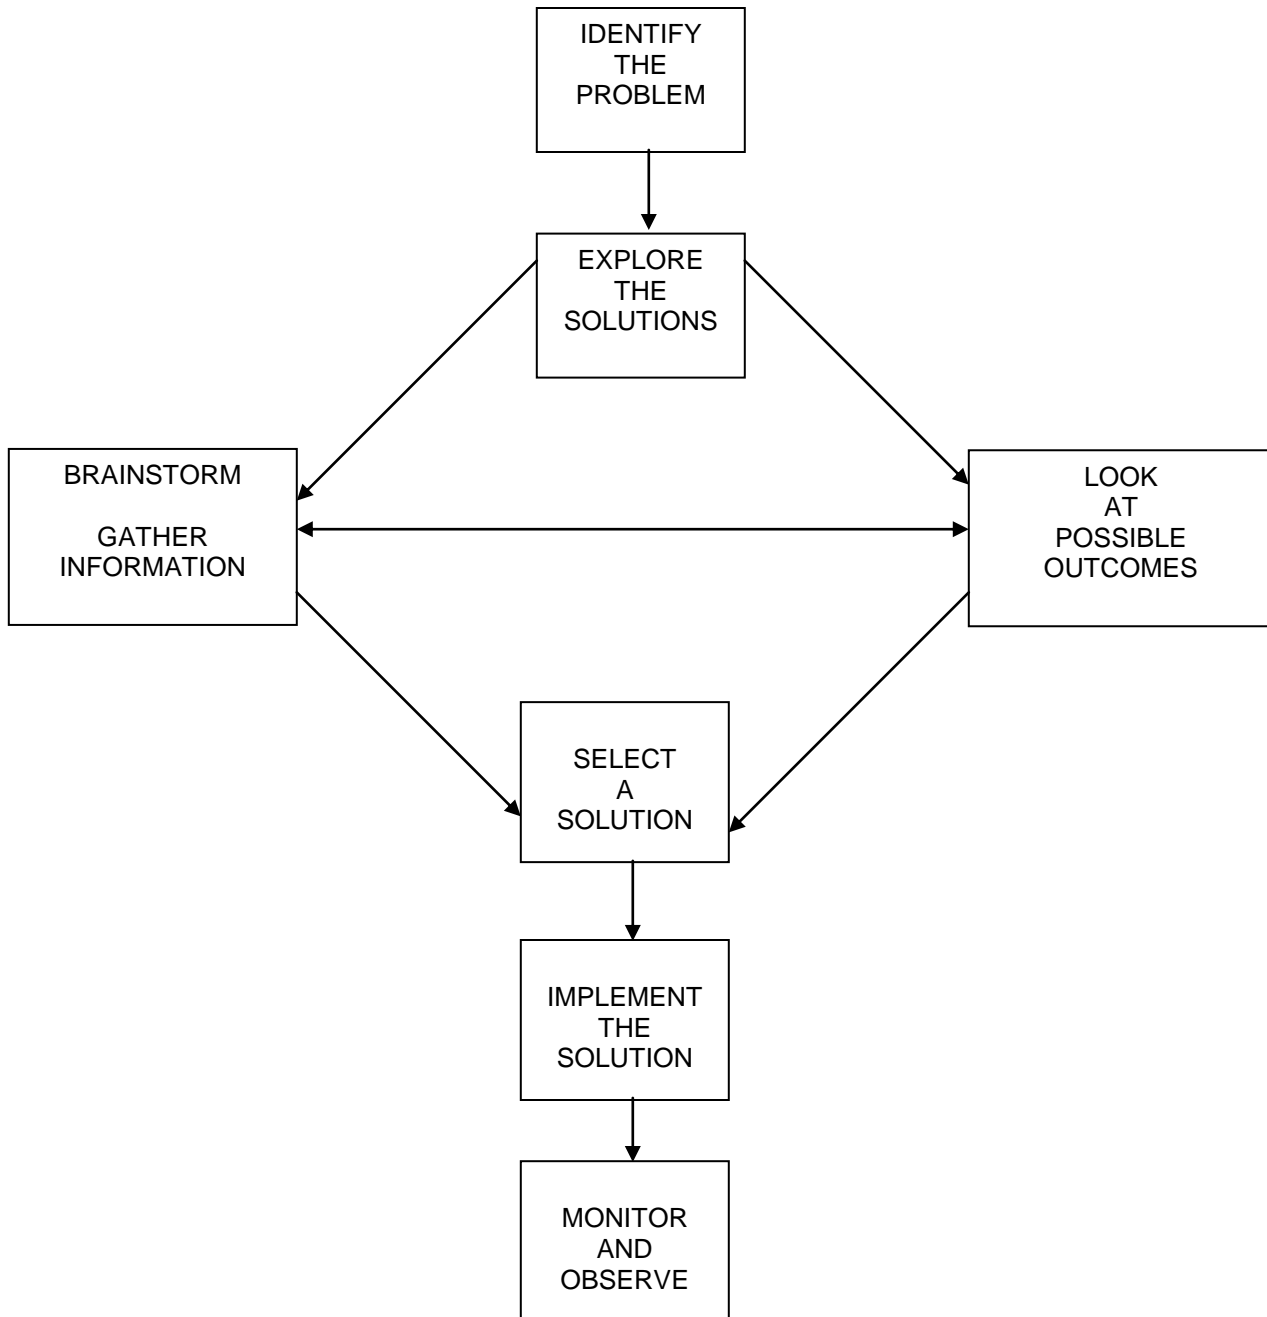 IDENTIFY
THE
PROBLEM
EXPLORE
THE
SOLUTIONS
BRAINSTORM
GATHER
INFORMATION
LOOK
AT
POSSIBLE
OUTCOMES
SELECT
A
SOLUTION
IMPLEMENT
THE
SOLUTION
MONITOR
AND
OBSERVE